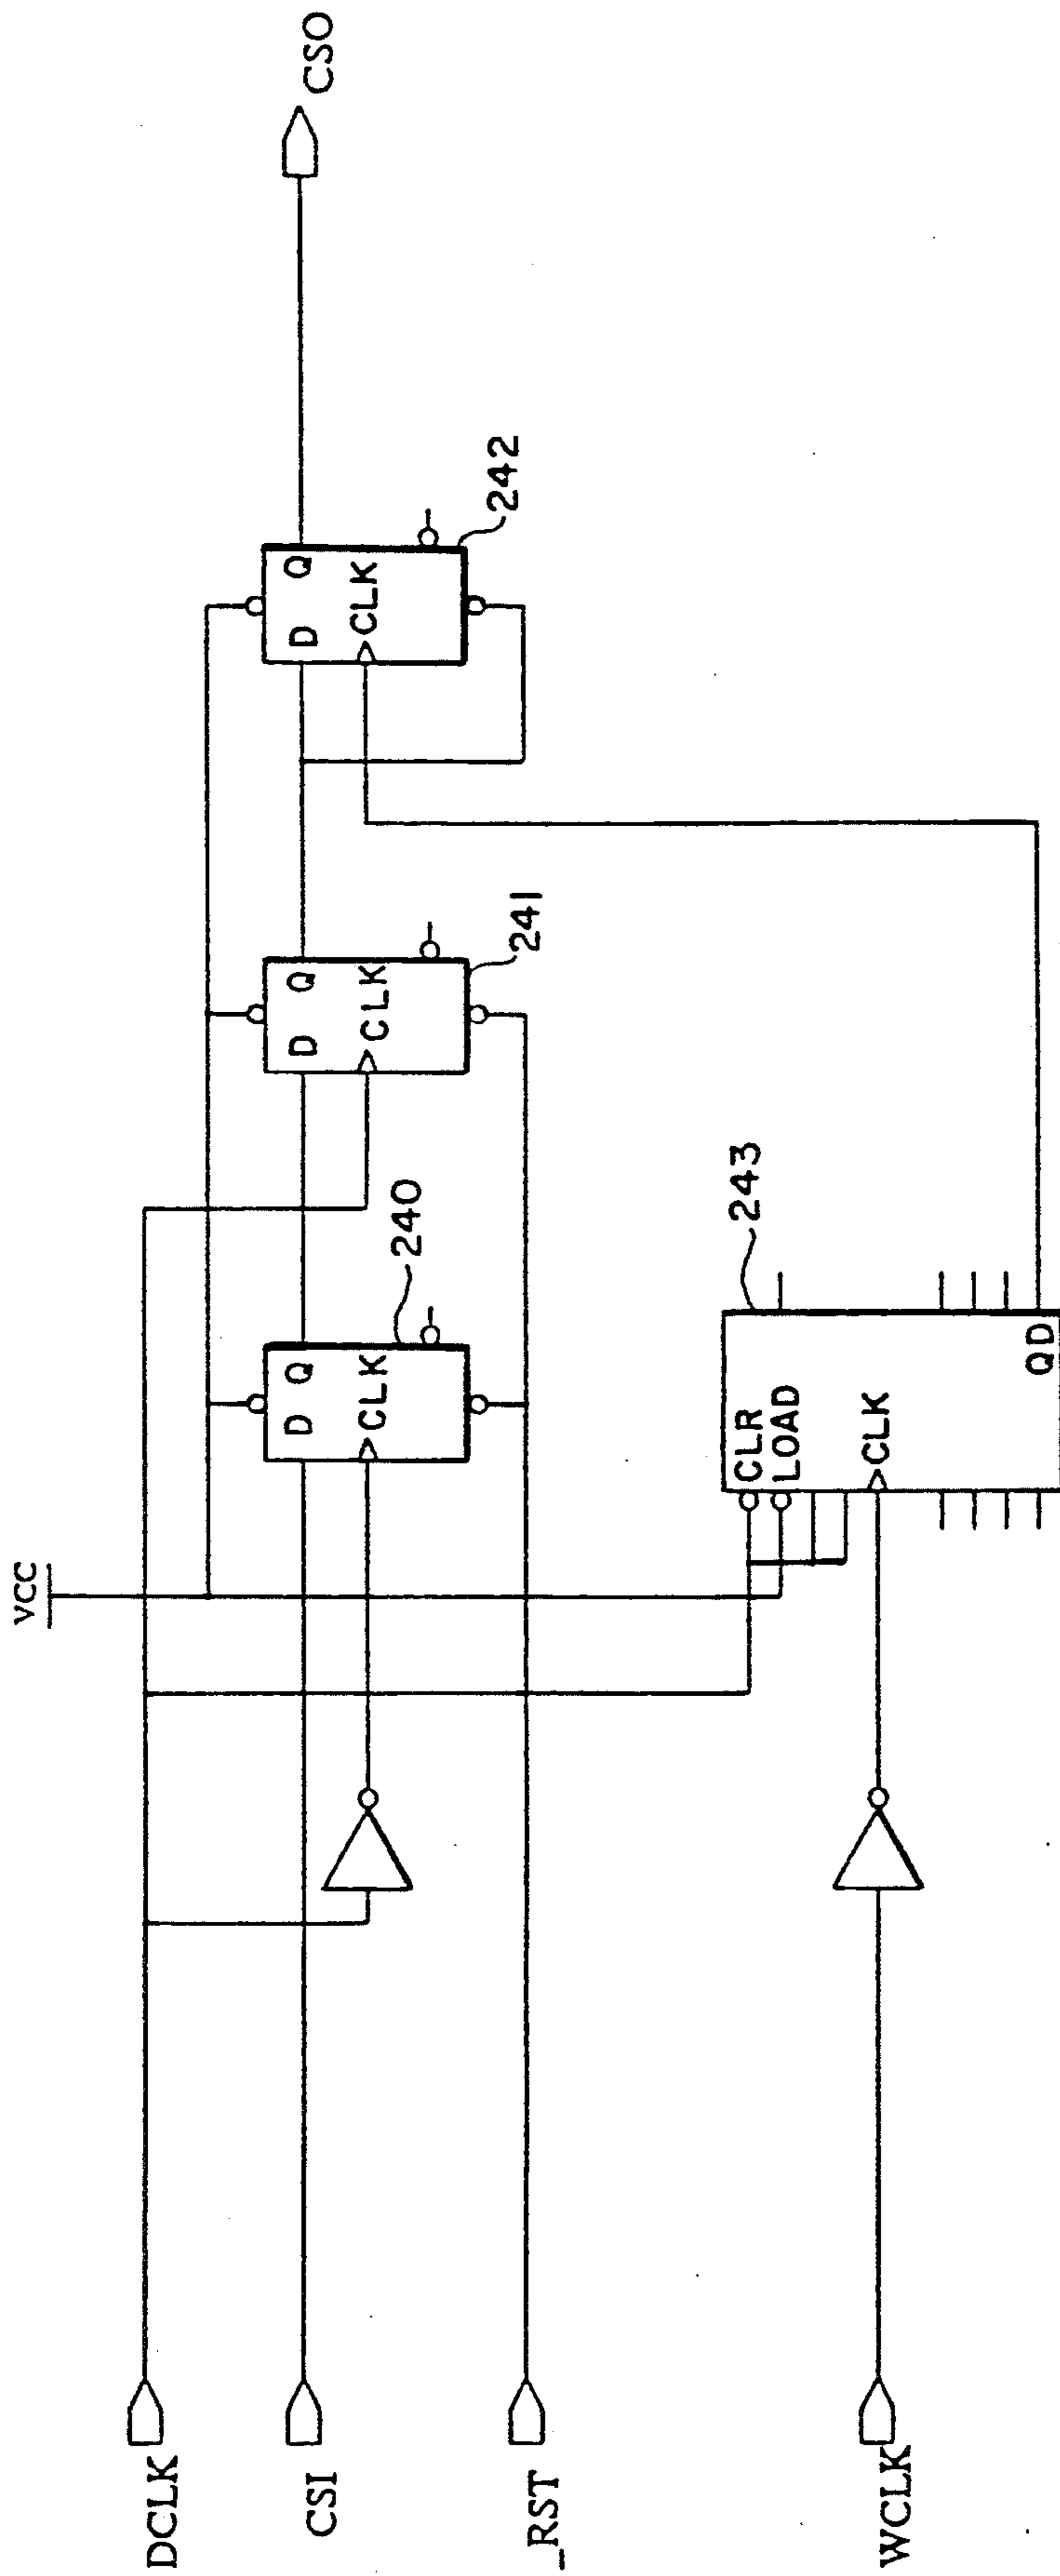 VCC
DCLK
CSI
_RST
WCLK
D Q
CLK
240
D Q
CLK
241
D Q
CLK
242
CSO
CLR
LOAD
CLK
QD
243